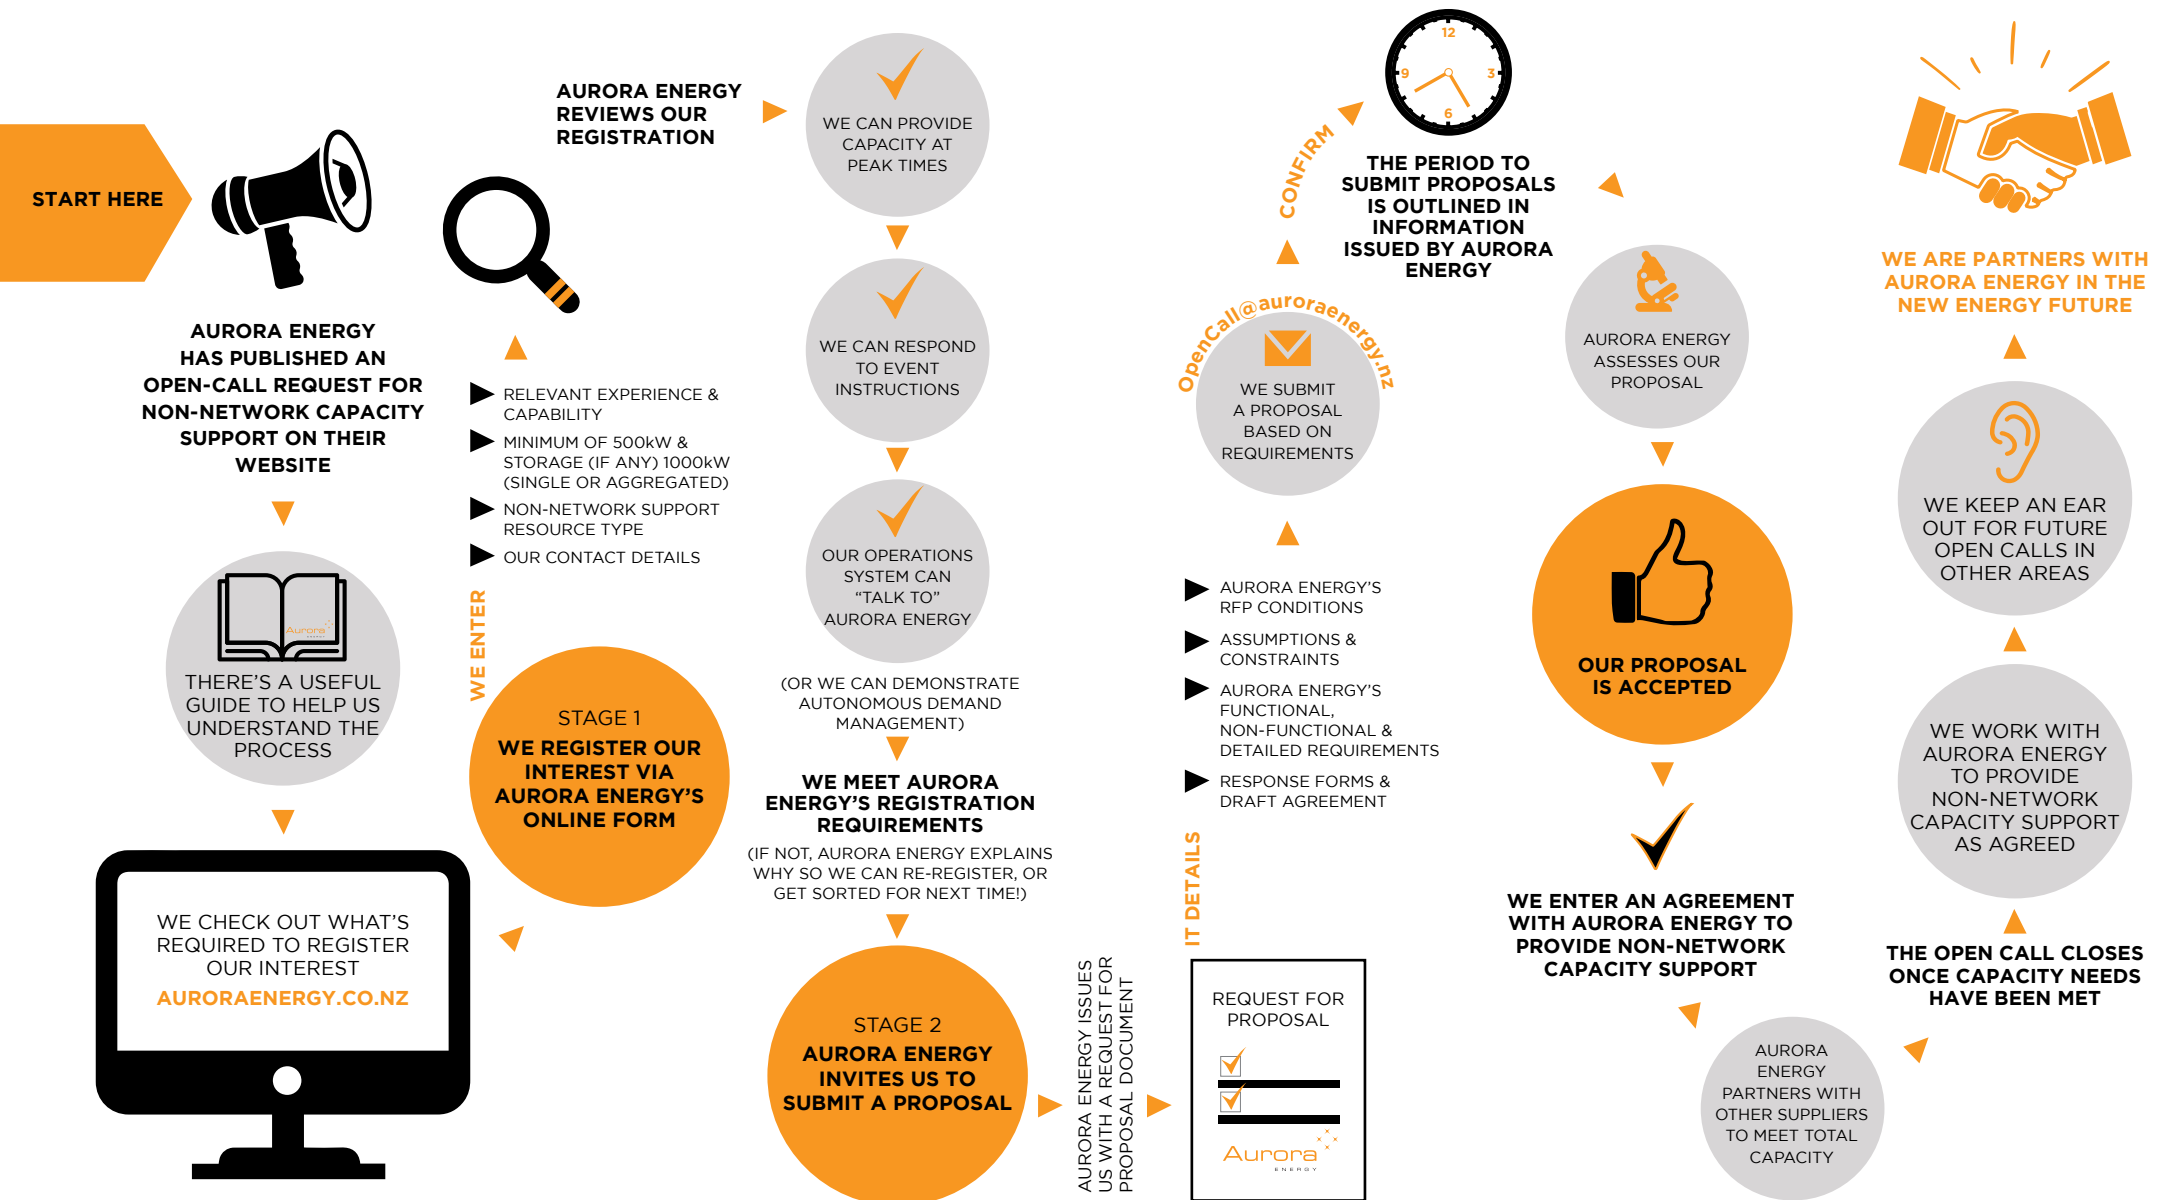 START HERE
AURORA ENERGY
HAS PUBLISHED AN
OPEN-CALL REQUEST FOR
NON-NETWORK CAPACITY
SUPPORT ON THEIR
WEBSITE
Aurora
ENERGY
THERE'S A USEFUL
GUIDE TO HELP US
UNDERSTAND THE
PROCESS
WE CHECK OUT WHAT'S
REQUIRED TO REGISTER
OUR INTEREST
AURORAENERGY.CO.NZ
STAGE 1
WE REGISTER OUR
INTEREST VIA
AURORA ENERGY'S
ONLINE FORM
WE ENTER
RELEVANT EXPERIENCE &
CAPABILITY
MINIMUM OF 500kW &
STORAGE (IF ANY) 1000kW
(SINGLE OR AGGREGATED)
NON-NETWORK SUPPORT
RESOURCE TYPE
OUR CONTACT DETAILS
AURORA ENERGY
REVIEWS OUR
REGISTRATION
WE CAN PROVIDE
CAPACITY AT
PEAK TIMES
WE CAN RESPOND
TO EVENT
INSTRUCTIONS
OUR OPERATIONS
SYSTEM CAN
“TALK TO”
AURORA ENERGY
(OR WE CAN DEMONSTRATE
AUTONOMOUS DEMAND
MANAGEMENT)
WE MEET AURORA
ENERGY'S REGISTRATION
REQUIREMENTS
(IF NOT, AURORA ENERGY EXPLAINS
WHY SO WE CAN RE-REGISTER, OR
GET SORTED FOR NEXT TIME!)
STAGE 2
AURORA ENERGY
INVITES US TO
SUBMIT A PROPOSAL
AURORA ENERGY ISSUES
US WITH A REQUEST FOR
PROPOSAL DOCUMENT
REQUEST FOR
PROPOSAL
Aurora
ENERGY
IT DETAILS
AURORA ENERGY'S
RFP CONDITIONS
ASSUMPTIONS &
CONSTRAINTS
AURORA ENERGY'S
FUNCTIONAL,
NON-FUNCTIONAL &
DETAILED REQUIREMENTS
RESPONSE FORMS &
DRAFT AGREEMENT
OpenCall@auroraenergy.nz
WE SUBMIT
A PROPOSAL
BASED ON
REQUIREMENTS
CONFIRM
12
9
3
6
THE PERIOD TO
SUBMIT PROPOSALS
IS OUTLINED IN
INFORMATION
ISSUED BY AURORA
ENERGY
AURORA ENERGY
ASSESSES OUR
PROPOSAL
OUR PROPOSAL
IS ACCEPTED
WE ENTER AN AGREEMENT
WITH AURORA ENERGY TO
PROVIDE NON-NETWORK
CAPACITY SUPPORT
AURORA
ENERGY
PARTNERS WITH
OTHER SUPPLIERS
TO MEET TOTAL
CAPACITY
THE OPEN CALL CLOSES
ONCE CAPACITY NEEDS
HAVE BEEN MET
WE WORK WITH
AURORA ENERGY
TO PROVIDE
NON-NETWORK
CAPACITY SUPPORT
AS AGREED
WE KEEP AN EAR
OUT FOR FUTURE
OPEN CALLS IN
OTHER AREAS
WE ARE PARTNERS WITH
AURORA ENERGY IN THE
NEW ENERGY FUTURE